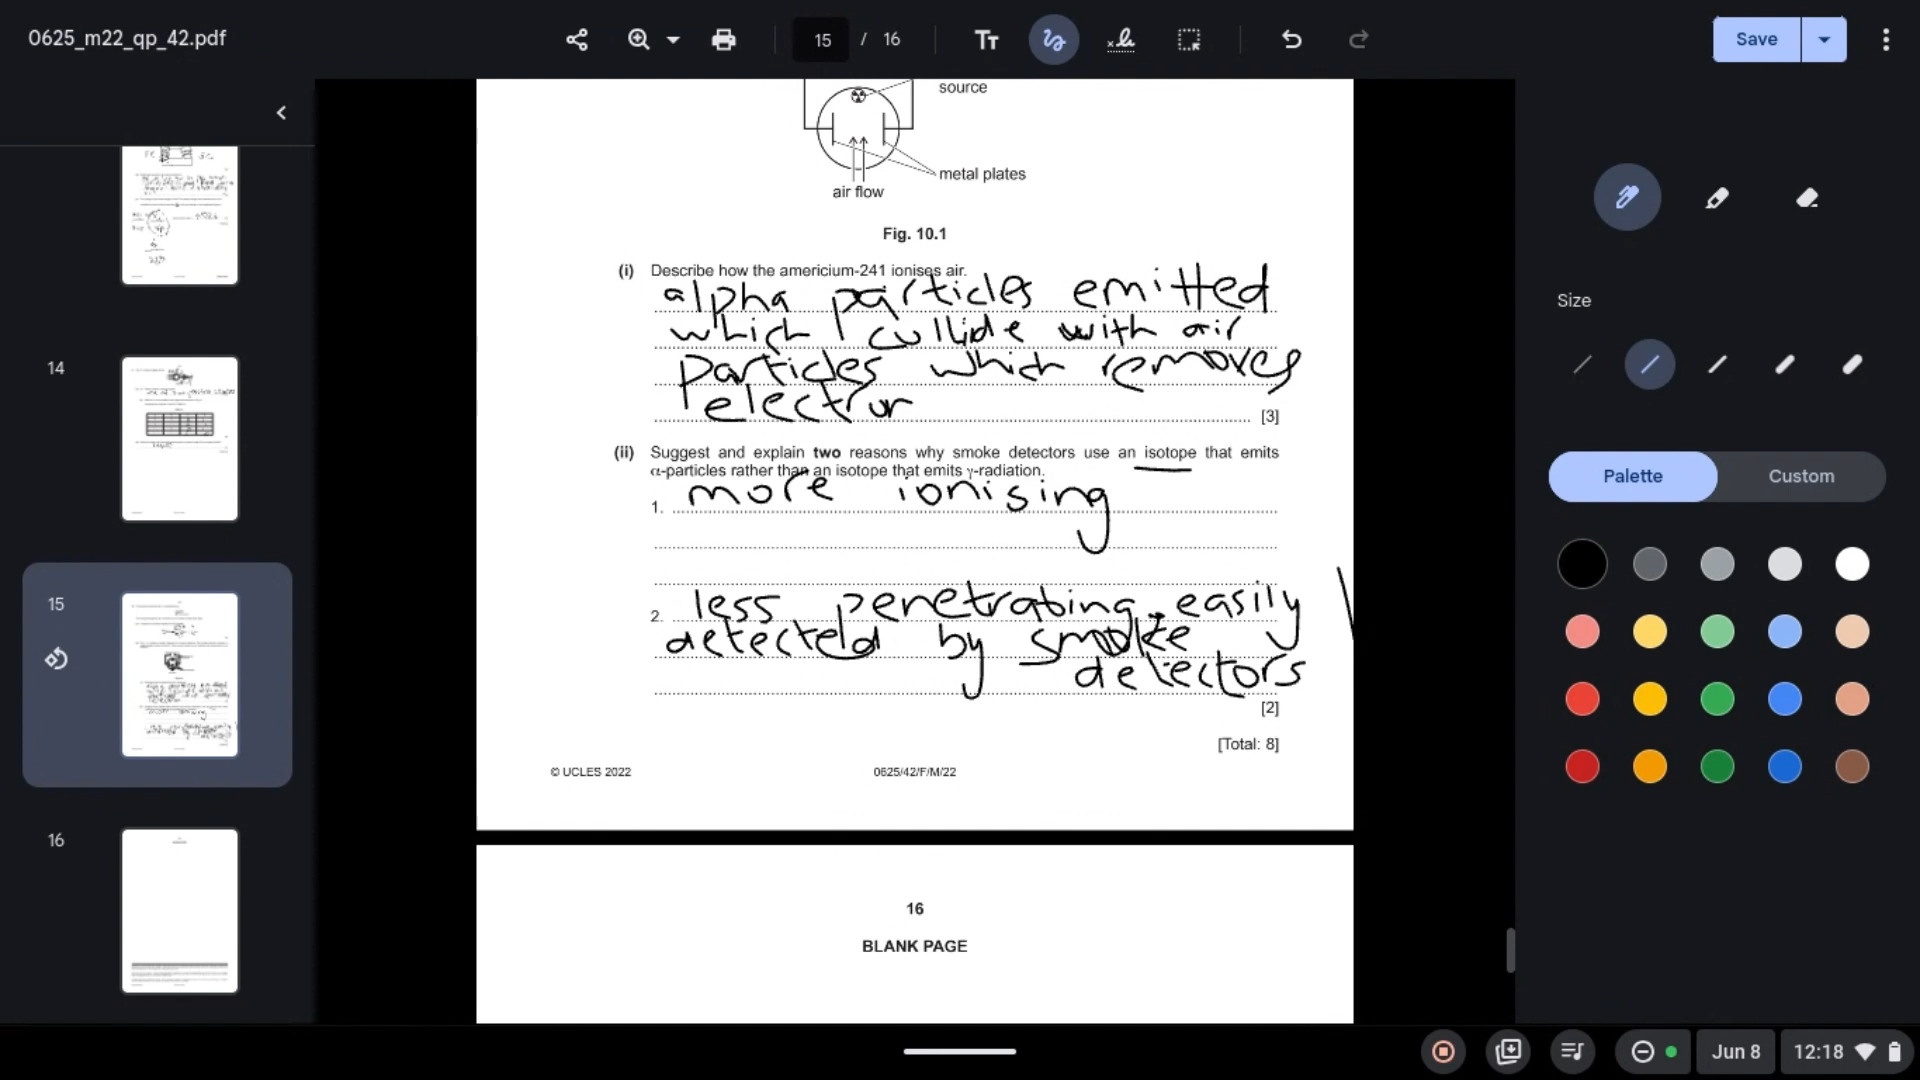 0625_m22_qp_42.pdf
15 / 16
Tт
Save
source
metal plates
air flow
Fig. 10.1
(i) Describe how the americium-241 ionises air.
alpha particles emitted
which collide with air
particles which removes
electron
[3]
(ii) Suggest and explain two reasons why smoke detectors use an isotope that emits
α-particles rather than an isotope that emits γ-radiation.
1. more ionising
2. less penetrating easily
detected by smoke
detectors
[2]
[Total: 8]
© UCLES 2022 0625/42/F/M/22
16
BLANK PAGE
14
15
16
Size
Palette Custom
Jun 8 12:18